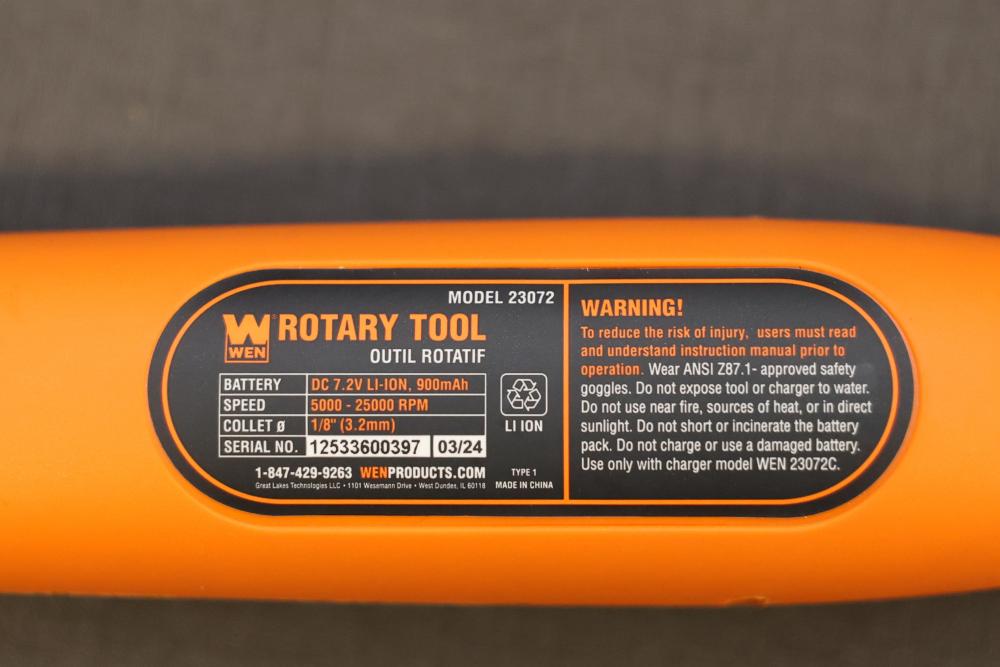 MODEL 23072
W® ROTARY TOOL
WEN
OUTIL ROTATIF
BATTERY DC 7.2V LI-ION, 900mAh
SPEED 5000 - 25000 RPM
COLLET ø 1/8" (3.2mm)
SERIAL NO. 12533600397 03/24
LI ION
1-847-429-9263 WENPRODUCTS.COM
Great Lakes Technologies LLC • 1101 Wesemann Drive • West Dundee, IL 60118
TYPE 1
MADE IN CHINA
WARNING!
To reduce the risk of injury, users must read
and understand instruction manual prior to
operation. Wear ANSI Z87.1- approved safety
goggles. Do not expose tool or charger to water.
Do not use near fire, sources of heat, or in direct
sunlight. Do not short or incinerate the battery
pack. Do not charge or use a damaged battery.
Use only with charger model WEN 23072C.